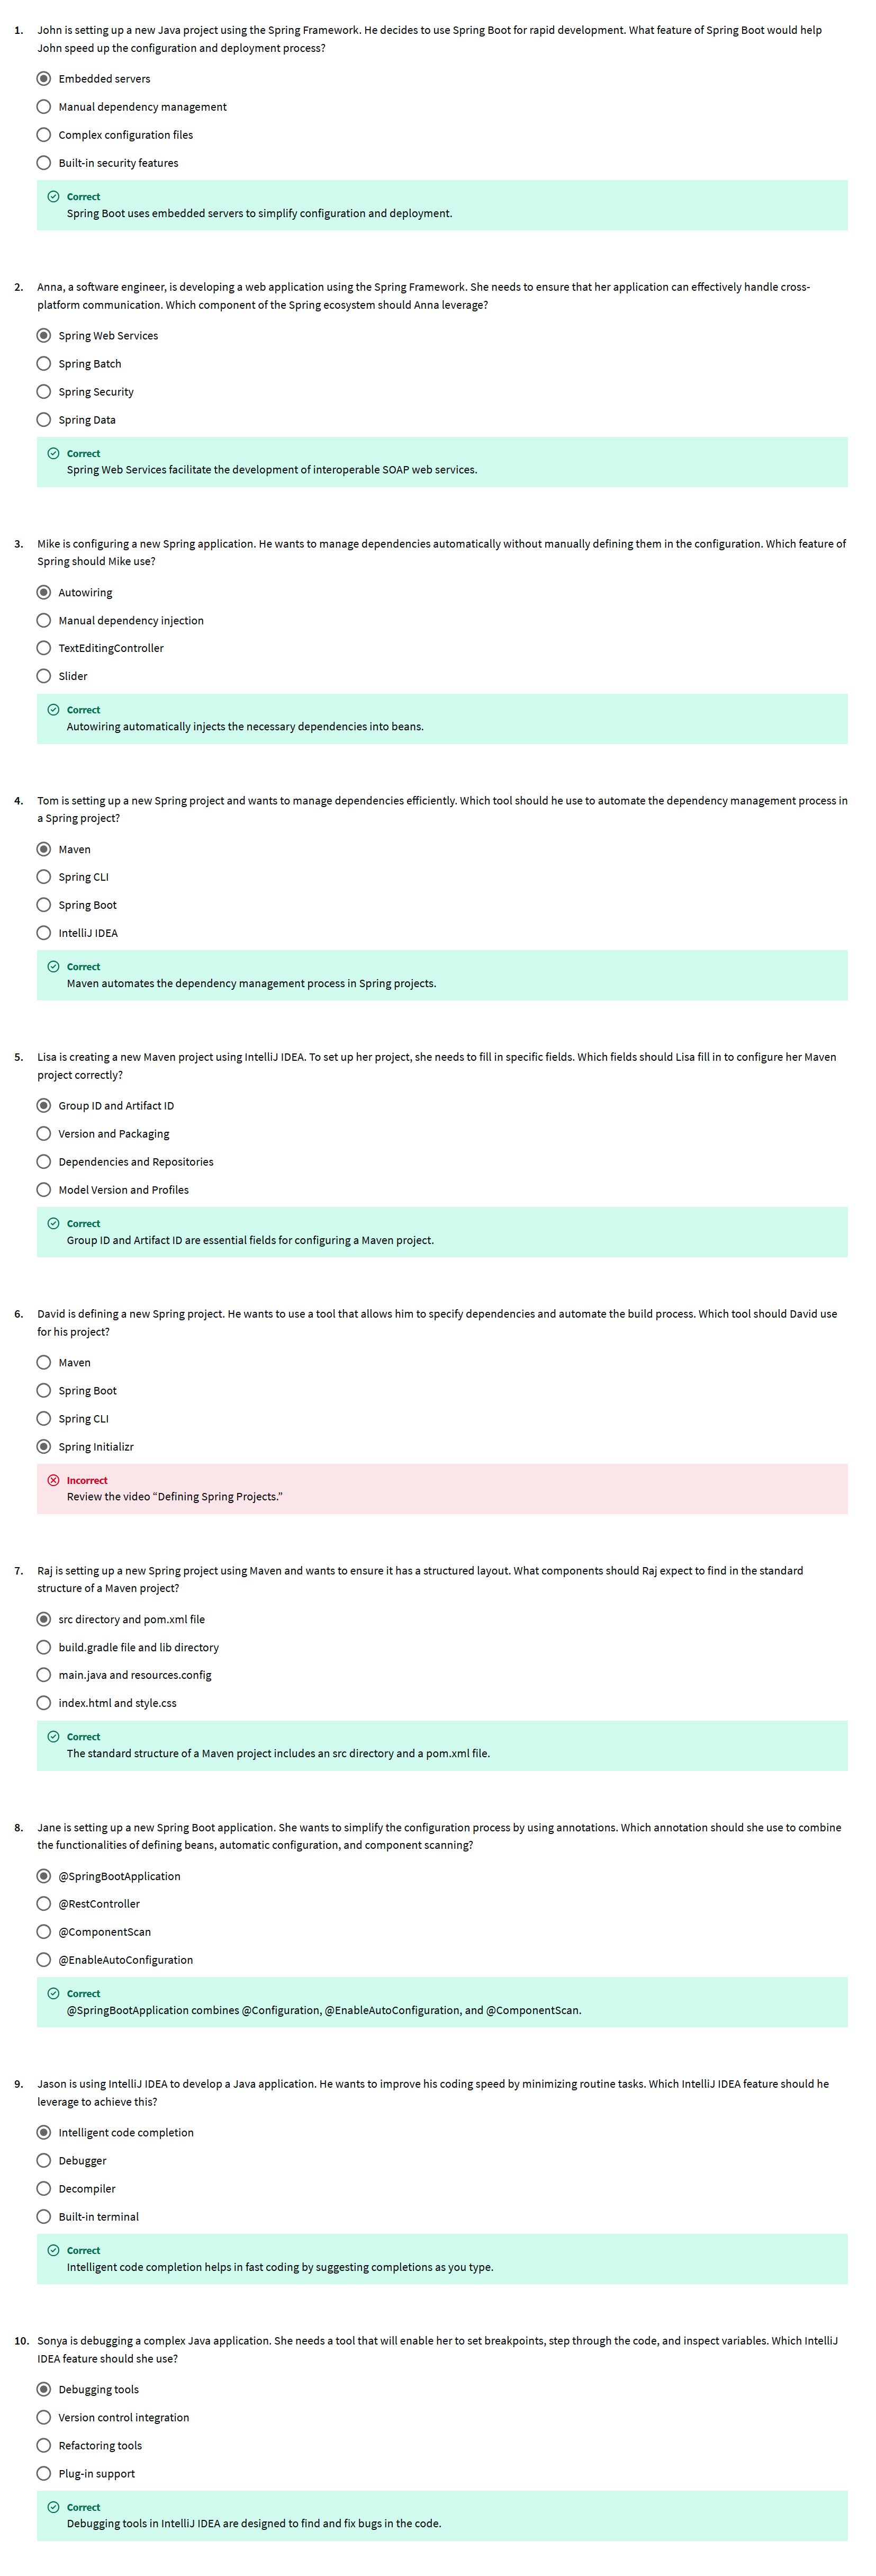 1. John is setting up a new Java project using the Spring Framework. He decides to use Spring Boot for rapid development. What feature of Spring Boot would help
John speed up the configuration and deployment process?
Embedded servers
Manual dependency management
Complex configuration files
Built-in security features
Correct
Spring Boot uses embedded servers to simplify configuration and deployment.
2. Anna, a software engineer, is developing a web application using the Spring Framework. She needs to ensure that her application can effectively handle cross-
platform communication. Which component of the Spring ecosystem should Anna leverage?
Spring Web Services
Spring Batch
Spring Security
Spring Data
Correct
Spring Web Services facilitate the development of interoperable SOAP web services.
3. Mike is configuring a new Spring application. He wants to manage dependencies automatically without manually defining them in the configuration. Which feature of
Spring should Mike use?
Autowiring
Manual dependency injection
TextEditingController
Slider
Correct
Autowiring automatically injects the necessary dependencies into beans.
4. Tom is setting up a new Spring project and wants to manage dependencies efficiently. Which tool should he use to automate the dependency management process in
a Spring project?
Maven
Spring CLI
Spring Boot
IntelliJ IDEA
Correct
Maven automates the dependency management process in Spring projects.
5. Lisa is creating a new Maven project using IntelliJ IDEA. To set up her project, she needs to fill in specific fields. Which fields should Lisa fill in to configure her Maven
project correctly?
Group ID and Artifact ID
Version and Packaging
Dependencies and Repositories
Model Version and Profiles
Correct
Group ID and Artifact ID are essential fields for configuring a Maven project.
6. David is defining a new Spring project. He wants to use a tool that allows him to specify dependencies and automate the build process. Which tool should David use
for his project?
Maven
Spring Boot
Spring CLI
Spring Initializr
Incorrect
Review the video “Defining Spring Projects.”
7. Raj is setting up a new Spring project using Maven and wants to ensure it has a structured layout. What components should Raj expect to find in the standard
structure of a Maven project?
src directory and pom.xml file
build.gradle file and lib directory
main.java and resources.config
index.html and style.css
Correct
The standard structure of a Maven project includes an src directory and a pom.xml file.
8. Jane is setting up a new Spring Boot application. She wants to simplify the configuration process by using annotations. Which annotation should she use to combine
the functionalities of defining beans, automatic configuration, and component scanning?
@SpringBootApplication
@RestController
@ComponentScan
@EnableAutoConfiguration
Correct
@SpringBootApplication combines @Configuration, @EnableAutoConfiguration, and @ComponentScan.
9. Jason is using IntelliJ IDEA to develop a Java application. He wants to improve his coding speed by minimizing routine tasks. Which IntelliJ IDEA feature should he
leverage to achieve this?
Intelligent code completion
Debugger
Decompiler
Built-in terminal
Correct
Intelligent code completion helps in fast coding by suggesting completions as you type.
10. Sonya is debugging a complex Java application. She needs a tool that will enable her to set breakpoints, step through the code, and inspect variables. Which IntelliJ
IDEA feature should she use?
Debugging tools
Version control integration
Refactoring tools
Plug-in support
Correct
Debugging tools in IntelliJ IDEA are designed to find and fix bugs in the code.